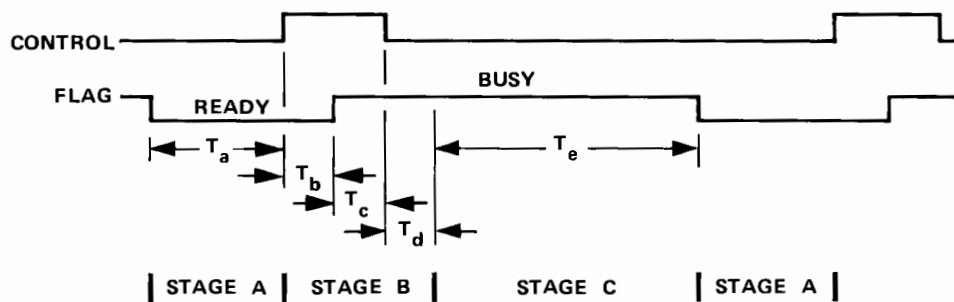 CONTROL
BUSY
FLAG
READY
Ta
Te
Tb
Tc
Td
STAGE A STAGE B STAGE C STAGE A